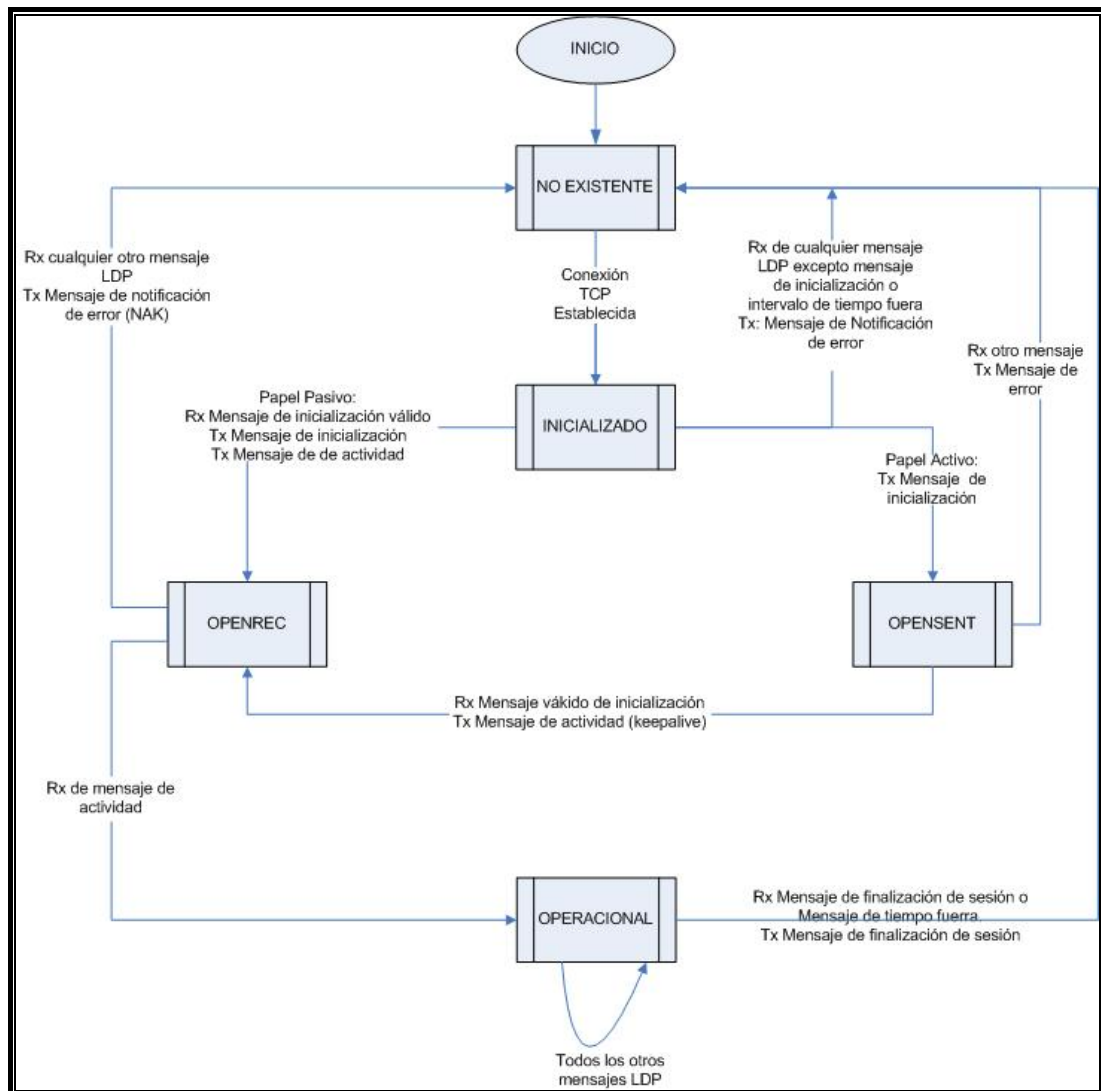 INICIO
NO EXISTENTE
Rx cualquier otro mensaje
LDP
Tx Mensaje de notificación
de error (NAK)
Conexión
TCP
Establecida
Rx de cualquier mensaje
LDP excepto mensaje
de inicialización o
intervalo de tiempo fuera
Tx: Mensaje de Notificación
de error
Rx otro mensaje
Tx Mensaje de
error
Papel Pasivo:
Rx Mensaje de inicialización válido
Tx Mensaje de inicialización
Tx Mensaje de de actividad
INICIALIZADO
Papel Activo:
Tx Mensaje de
inicialización
OPENREC
OPENSENT
Rx Mensaje vákido de inicialización
Tx Mensaje de actividad (keepalive)
Rx de mensaje de
actividad
OPERACIONAL
Rx Mensaje de finalización de sesión o
Mensaje de tiempo fuerra.
Tx Mensaje de finalización de sesión
Todos los otros
mensajes LDP